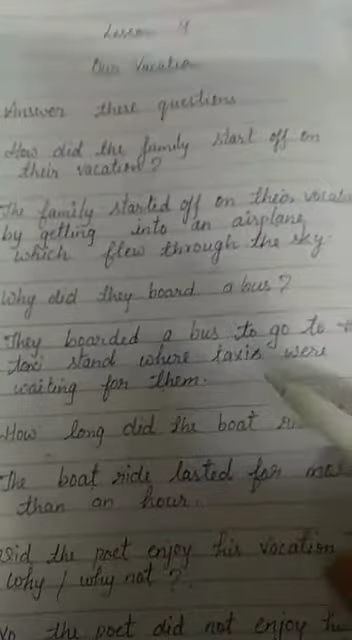 Lesson 4
Our Vacation
Answer these questions
How did the family start off on
their vacation?
The family started off on their vacat
by getting into an airplane
which flew through the sky.
Why did they board a bus?
They boarded a bus to go to
taxi stand where taxis were
waiting for them.
How long did the boat
The boat ride lasted for mo
than an hour.
Did the poet enjoy his vacation
why / why not?
No the poet did not enjoy